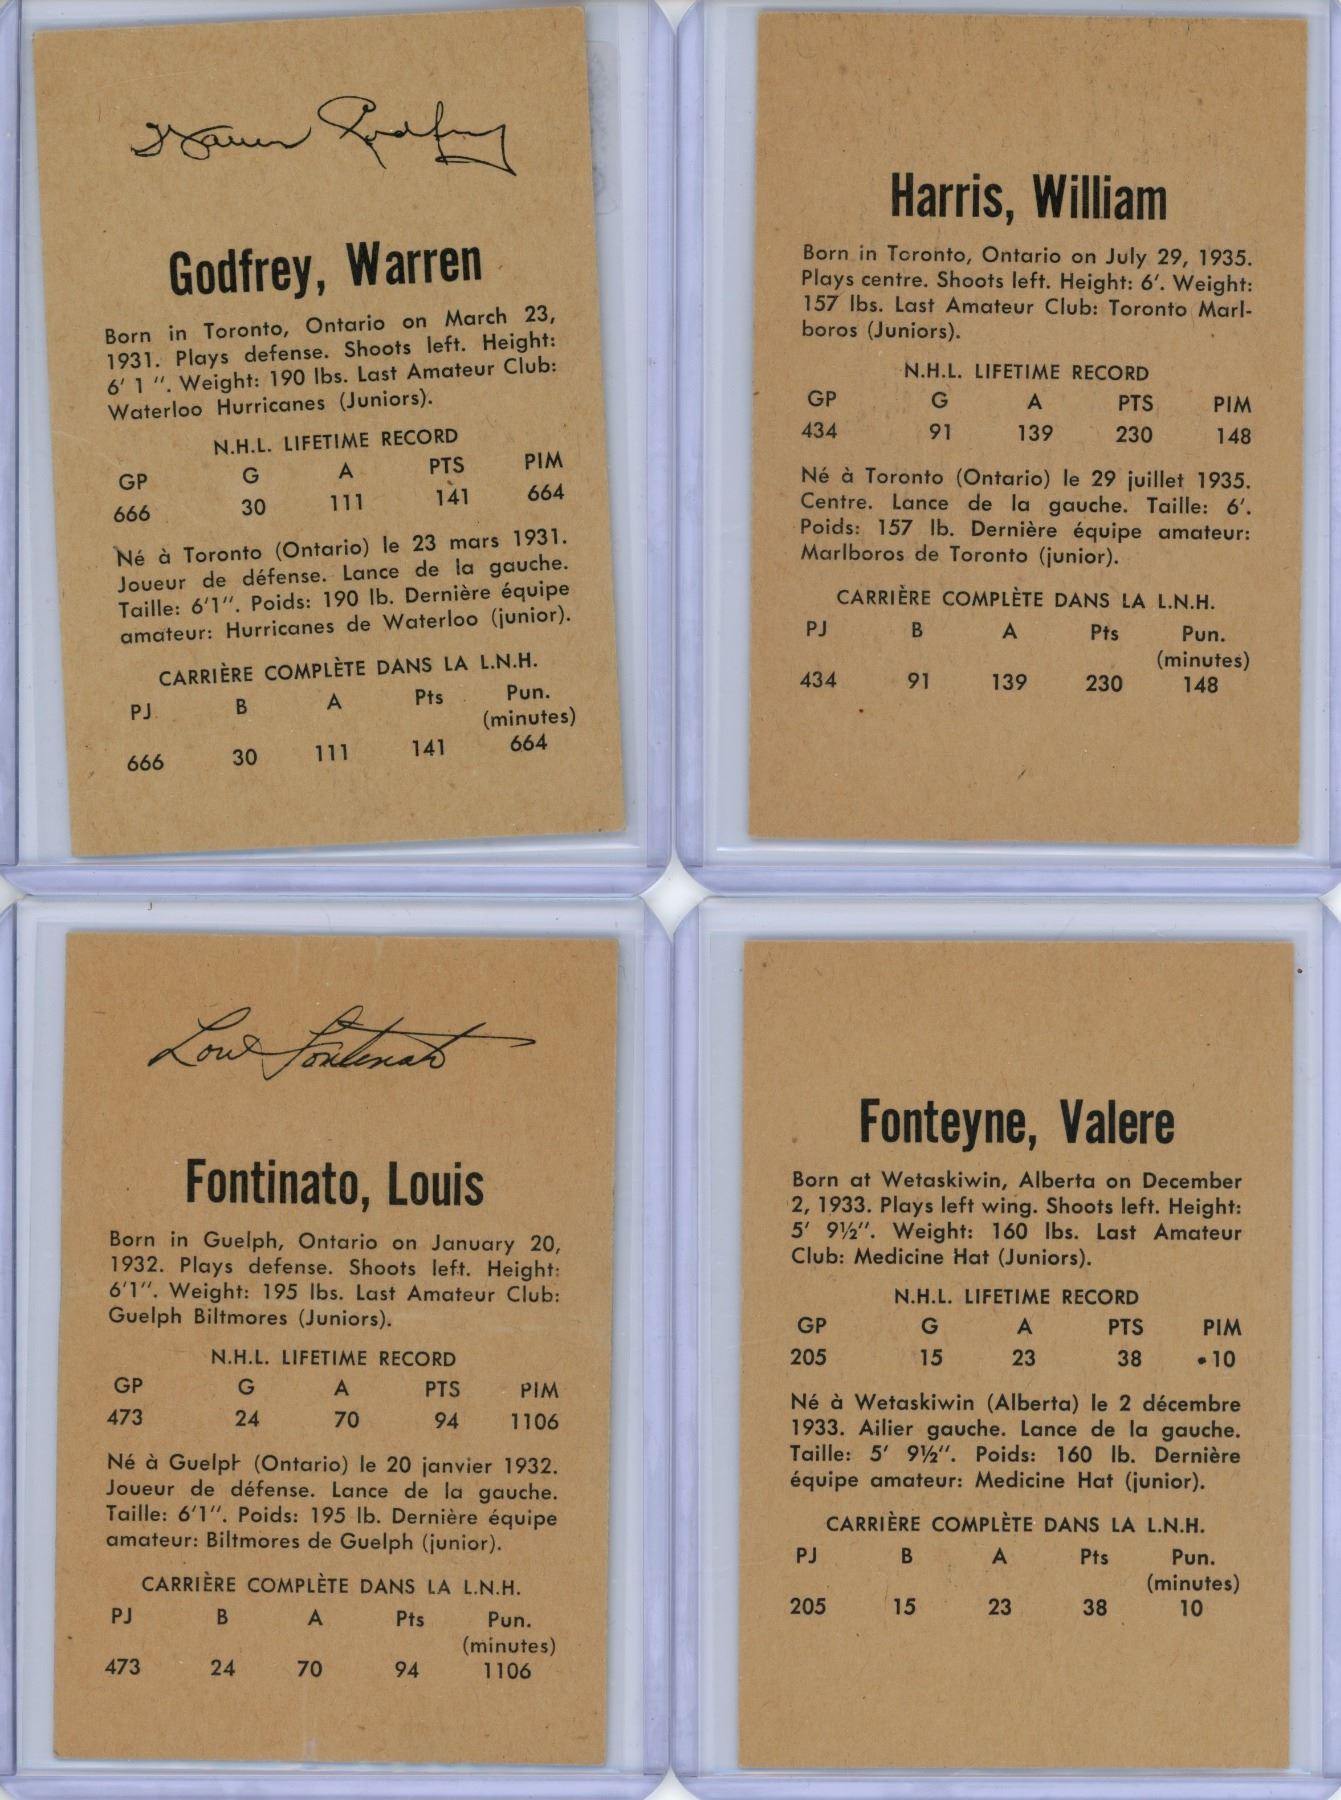 Warren Godfrey
Godfrey, Warren
Born in Toronto, Ontario on March 23,
1931. Plays defense. Shoots left. Height:
6' 1 ". Weight: 190 lbs. Last Amateur Club:
Waterloo Hurricanes (Juniors).
N.H.L. LIFETIME RECORD
GP G A PTS PIM
666 30 111 141 664
Né à Toronto (Ontario) le 23 mars 1931.
Joueur de défense. Lance de la gauche.
Taille: 6'1". Poids: 190 lb. Dernière équipe
amateur: Hurricanes de Waterloo (junior).
CARRIÈRE COMPLÈTE DANS LA L.N.H.
PJ B A Pts Pun.
(minutes)
666 30 111 141 664
Harris, William
Born in Toronto, Ontario on July 29, 1935.
Plays centre. Shoots left. Height: 6'. Weight:
157 lbs. Last Amateur Club: Toronto Marl-
boros (Juniors).
N.H.L. LIFETIME RECORD
GP G A PTS PIM
434 91 139 230 148
Né à Toronto (Ontario) le 29 juillet 1935.
Centre. Lance de la gauche. Taille: 6'.
Poids: 157 lb. Dernière équipe amateur:
Marlboros de Toronto (junior).
CARRIÈRE COMPLÈTE DANS LA L.N.H.
PJ B A Pts Pun.
(minutes)
434 91 139 230 148
Lou Fontinato
Fontinato, Louis
Born in Guelph, Ontario on January 20,
1932. Plays defense. Shoots left. Height:
6'1". Weight: 195 lbs. Last Amateur Club:
Guelph Biltmores (Juniors).
N.H.L. LIFETIME RECORD
GP G A PTS PIM
473 24 70 94 1106
Né à Guelph (Ontario) le 20 janvier 1932.
Joueur de défense. Lance de la gauche.
Taille: 6'1". Poids: 195 lb. Dernière équipe
amateur: Biltmores de Guelph (junior).
CARRIÈRE COMPLÈTE DANS LA L.N.H.
PJ B A Pts Pun.
(minutes)
473 24 70 94 1106
Fonteyne, Valere
Born at Wetaskiwin, Alberta on December
2, 1933. Plays left wing. Shoots left. Height:
5' 9½". Weight: 160 lbs. Last Amateur
Club: Medicine Hat (Juniors).
N.H.L. LIFETIME RECORD
GP G A PTS PIM
205 15 23 38 10
Né à Wetaskiwin (Alberta) le 2 décembre
1933. Ailier gauche. Lance de la gauche.
Taille: 5' 9½". Poids: 160 lb. Dernière
équipe amateur: Medicine Hat (junior).
CARRIÈRE COMPLÈTE DANS LA L.N.H.
PJ B A Pts Pun.
(minutes)
205 15 23 38 10